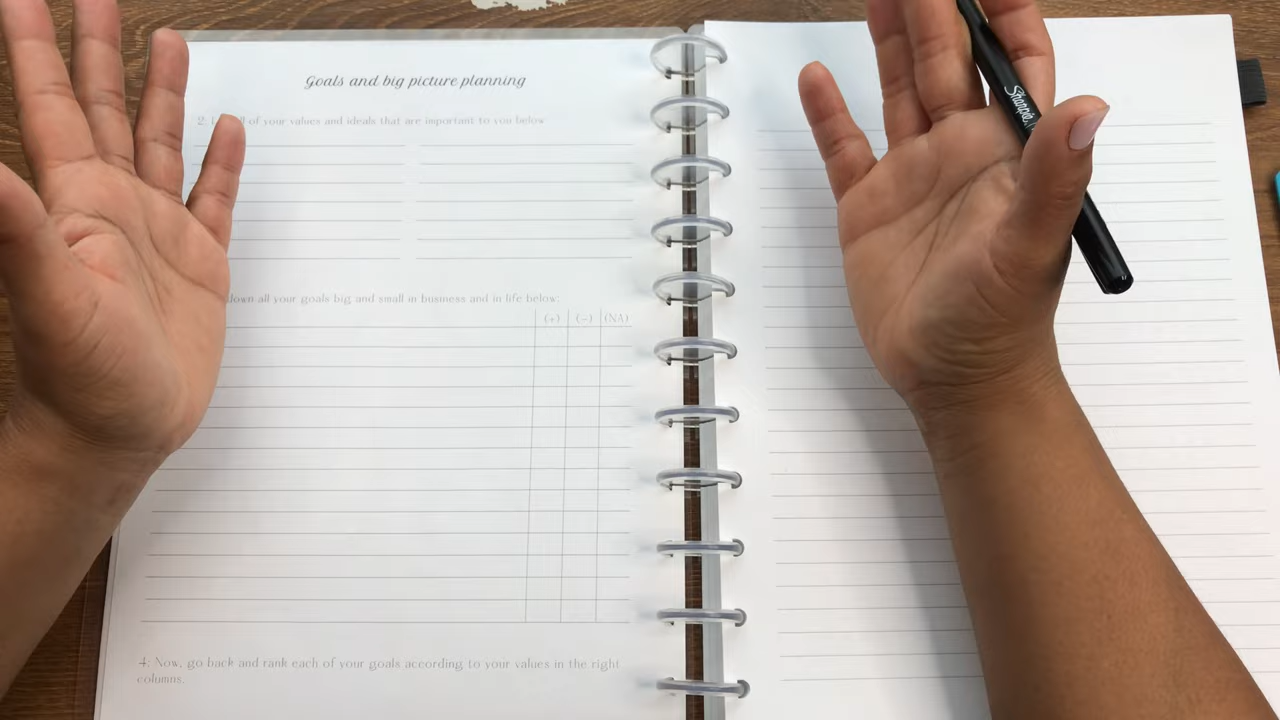 Goals and big picture planning
2: of your values and ideals that are important to you below
down all your goals big and small in business and in life below:
(+) (-) (NA)
4: Now, go back and rank each of your goals according to your values in the right
columns.
Sharpie